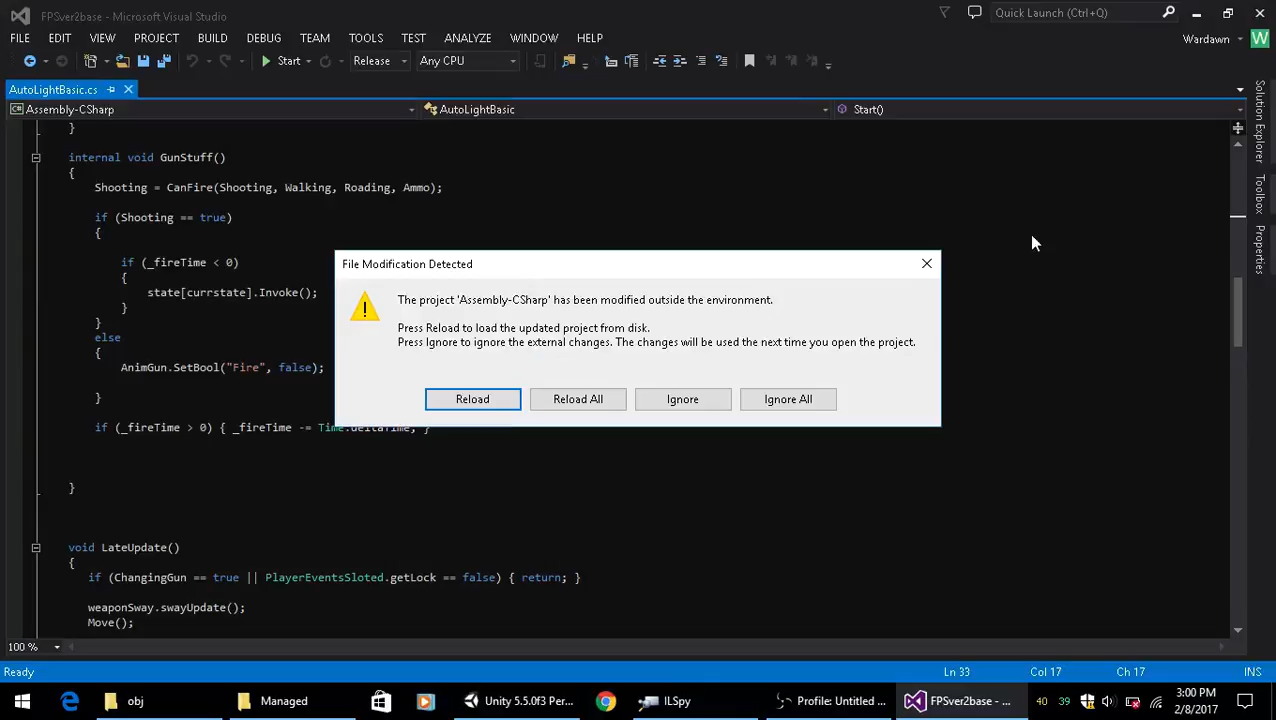 FPSver2base - Microsoft Visual Studio
Quick Launch (Ctrl+Q)
FILE EDIT VIEW PROJECT BUILD DEBUG TEAM TOOLS TEST ANALYZE WINDOW HELP
Wardawn W
Start Release Any CPU
AutoLightBasic.cs
Assembly-CSharp AutoLightBasic Start()
}
internal void GunStuff()
{
Shooting = CanFire(Shooting, Walking, Roading, Ammo);
if (Shooting == true)
{
if (_fireTime < 0)
{
state[currstate].Invoke();
}
}
else
{
AnimGun.SetBool("Fire", false);
}
if (_fireTime > 0) { _fireTime -= Time.deltaTime; }
}
void LateUpdate()
{
if (ChangingGun == true || PlayerEventsSloted.getLock == false) { return; }
weaponSway.swayUpdate();
Move();
File Modification Detected
The project 'Assembly-CSharp' has been modified outside the environment.
Press Reload to load the updated project from disk.
Press Ignore to ignore the external changes. The changes will be used the next time you open the project.
Reload Reload All Ignore Ignore All
Solution Explorer
Toolbox
Properties
100 %
Ready Ln 33 Col 17 Ch 17 INS
obj Managed Unity 5.5.0f3 Per... ILSpy Profile: Untitled ... FPSver2base - ... 40 39
3:00 PM
2/8/2017